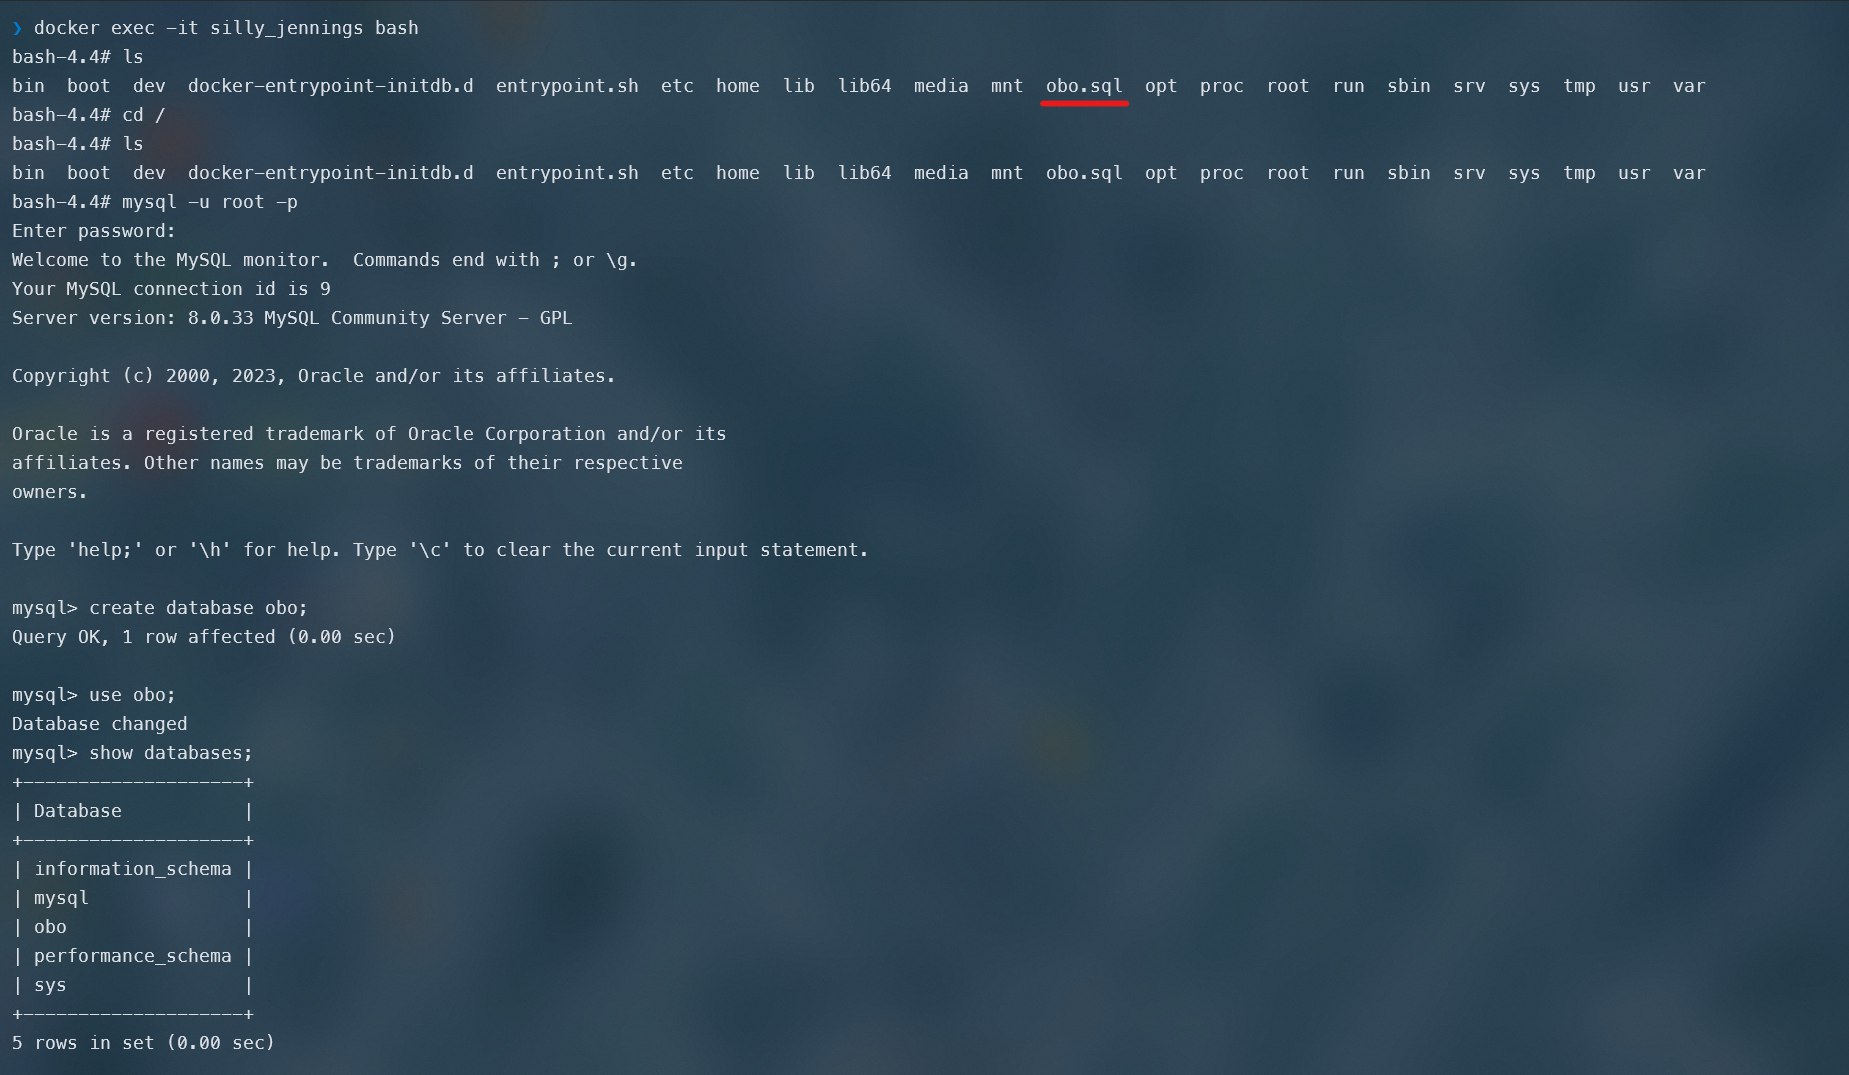 ❯ docker exec -it silly_jennings bash
bash-4.4# ls
bin  boot  dev  docker-entrypoint-initdb.d  entrypoint.sh  etc  home  lib  lib64  media  mnt  obo.sql  opt  proc  root  run  sbin  srv  sys  tmp  usr  var
bash-4.4# cd /
bash-4.4# ls
bin  boot  dev  docker-entrypoint-initdb.d  entrypoint.sh  etc  home  lib  lib64  media  mnt  obo.sql  opt  proc  root  run  sbin  srv  sys  tmp  usr  var
bash-4.4# mysql -u root -p
Enter password:
Welcome to the MySQL monitor.  Commands end with ; or \g.
Your MySQL connection id is 9
Server version: 8.0.33 MySQL Community Server - GPL

Copyright (c) 2000, 2023, Oracle and/or its affiliates.

Oracle is a registered trademark of Oracle Corporation and/or its
affiliates. Other names may be trademarks of their respective
owners.

Type 'help;' or '\h' for help. Type '\c' to clear the current input statement.

mysql> create database obo;
Query OK, 1 row affected (0.00 sec)

mysql> use obo;
Database changed
mysql> show databases;
+--------------------+
| Database           |
+--------------------+
| information_schema |
| mysql              |
| obo                |
| performance_schema |
| sys                |
+--------------------+
5 rows in set (0.00 sec)